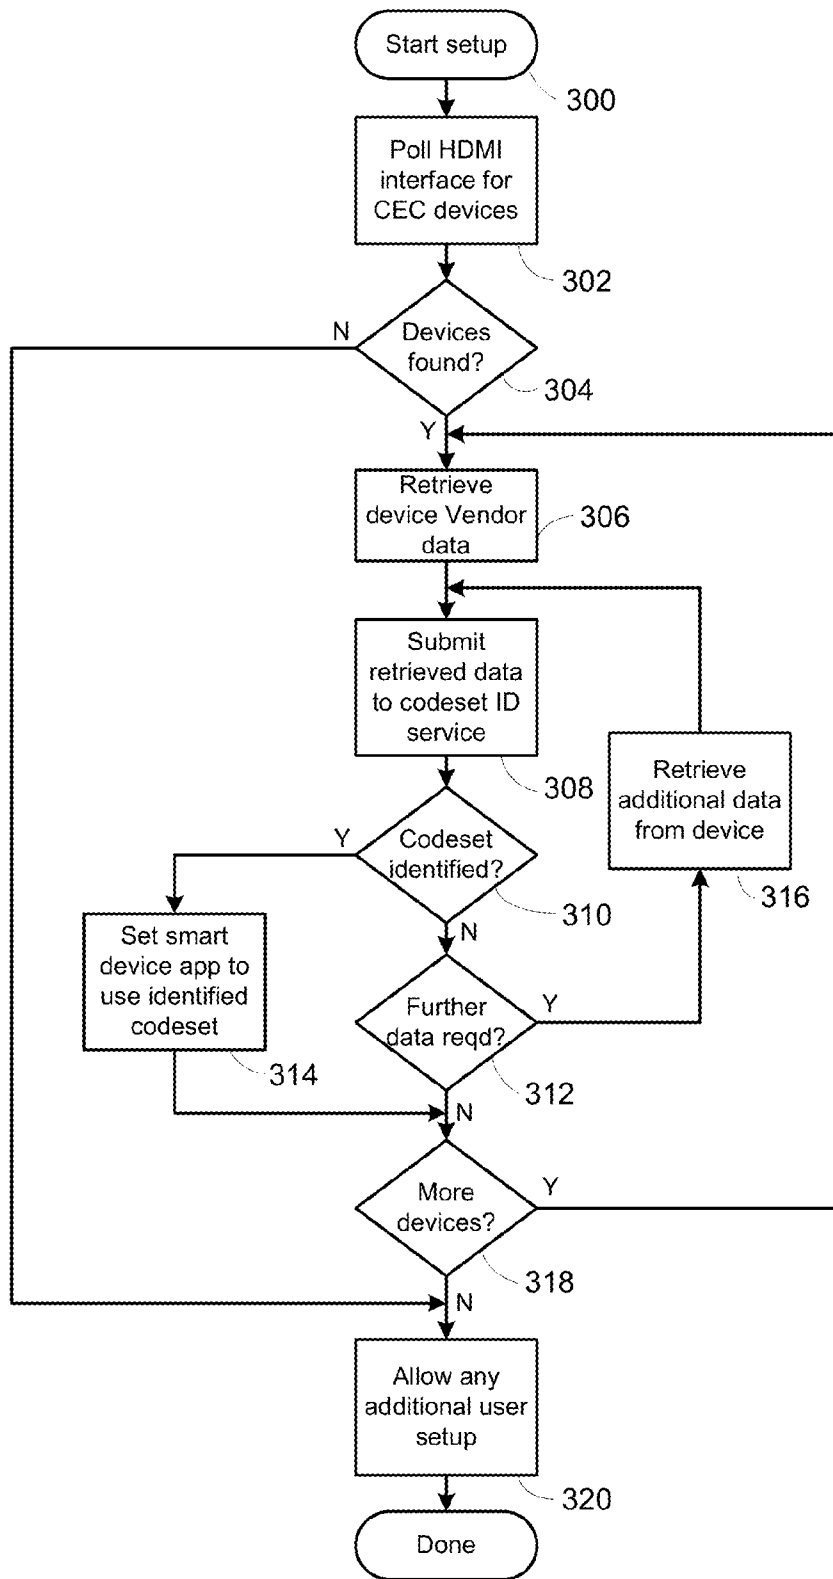 Start setup
300
Poll HDMI
interface for
CEC devices
302
N
Devices
found?
304
Y
Retrieve
device Vendor
data
306
Submit
retrieved data
to codeset ID
service
308
Retrieve
additional data
from device
316
Y
Codeset
identified?
310
N
Set smart
device app to
use identified
codeset
314
Further
data reqd?
Y
312
N
More
devices?
Y
318
N
Allow any
additional user
setup
320
Done